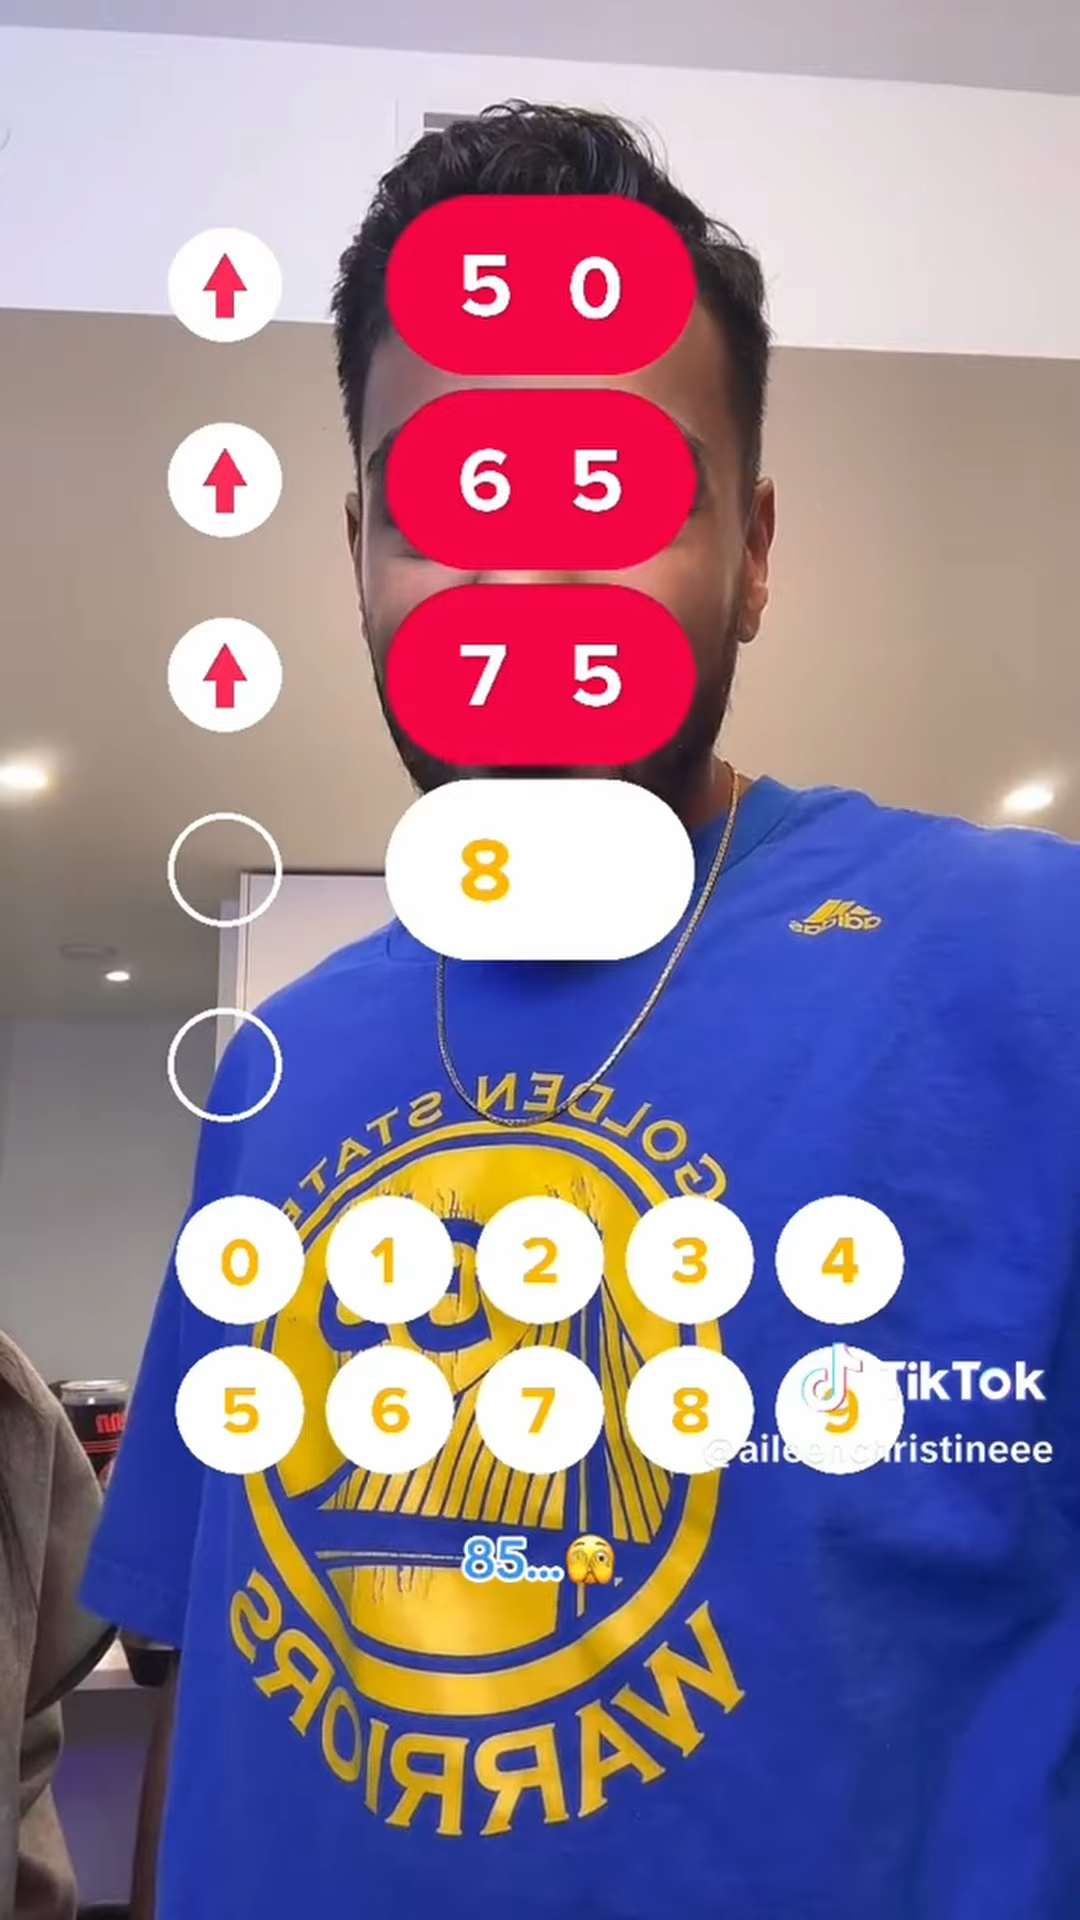 5 0
6 5
7 5
8
adidas
GOLDEN STATE
0 1 2 3 4
5 6 7 8 9
TikTok
@aileenchristineee
85...🫣
WARRIORS